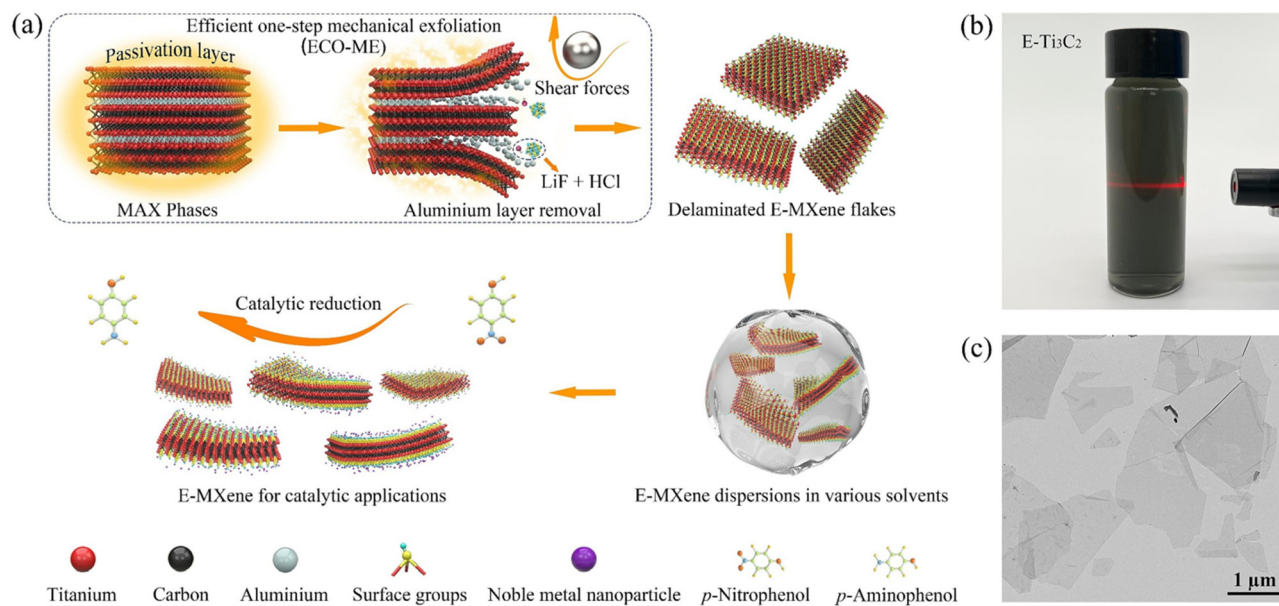 (a)
Efficient one-step mechanical exfoliation
(ECO-ME)
Passivation layer
Shear forces
LiF + HCl
MAX Phases
Aluminium layer removal
Delaminated E-MXene flakes
Catalytic reduction
E-MXene for catalytic applications
E-MXene dispersions in various solvents
Titanium
Carbon
Aluminium
Surface groups
Noble metal nanoparticle
p-Nitrophenol
p-Aminophenol
(b)
E-Ti₃C₂
(c)
1 µm